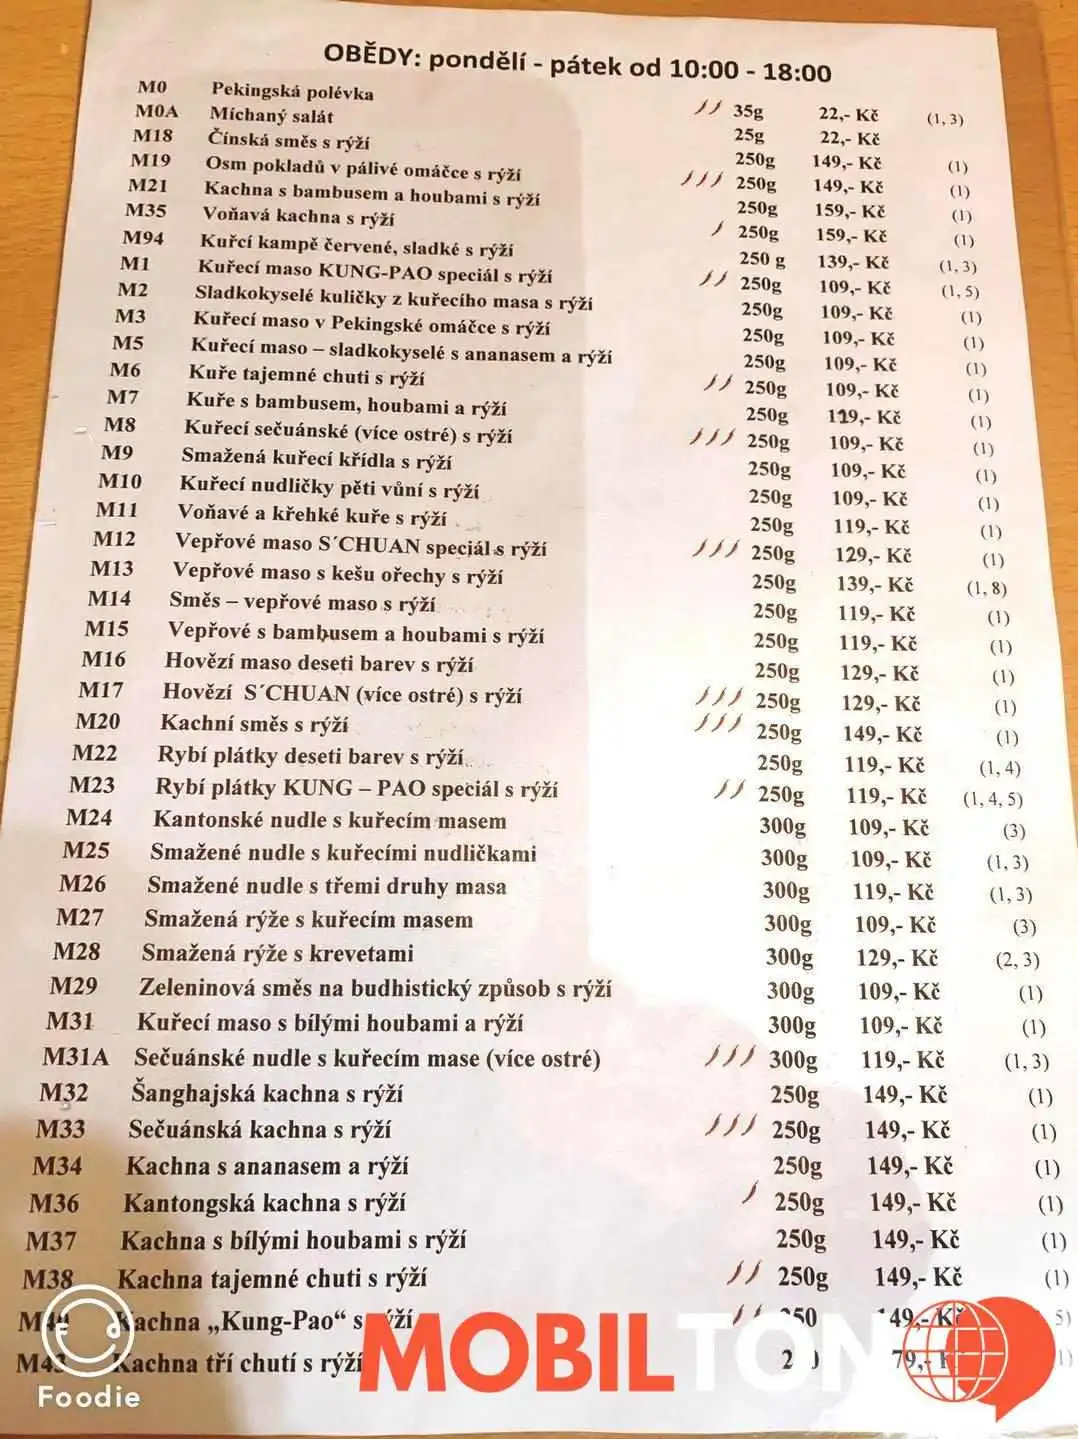 OBĚDY: pondělí - pátek od 10:00 - 18:00
M0 Pekingská polévka 35g 22,- Kč (1, 3)
M0A Míchaný salát 25g 22,- Kč
M18 Čínská směs s rýží 250g 149,- Kč (1)
M19 Osm pokladů v pálivé omáčce s rýží 250g 149,- Kč (1)
M21 Kachna s bambusem a houbami s rýží 250g 159,- Kč (1)
M35 Voňavá kachna s rýží 250g 159,- Kč (1)
M94 Kuřcí kampě červené, sladké s rýží 250 g 139,- Kč (1, 3)
M1 Kuřecí maso KUNG-PAO speciál s rýží 250g 109,- Kč (1, 5)
M2 Sladkokyselé kuličky z kuřecího masa s rýží 250g 109,- Kč (1)
M3 Kuřecí maso v Pekingské omáčce s rýží 250g 109,- Kč (1)
M5 Kuřecí maso – sladkokyselé s ananasem a rýží 250g 109,- Kč (1)
M6 Kuře tajemné chuti s rýží 250g 109,- Kč (1)
M7 Kuře s bambusem, houbami a rýží 250g 119,- Kč (1)
M8 Kuřecí sečuánské (více ostré) s rýží 250g 109,- Kč (1)
M9 Smažená kuřecí křídla s rýží 250g 109,- Kč (1)
M10 Kuřecí nudličky pěti vůní s rýží 250g 109,- Kč (1)
M11 Voňavé a křehké kuře s rýží 250g 119,- Kč (1)
M12 Vepřové maso S´CHUAN speciál s rýží 250g 129,- Kč (1)
M13 Vepřové maso s kešu ořechy s rýží 250g 139,- Kč (1, 8)
M14 Směs – vepřové maso s rýží 250g 119,- Kč (1)
M15 Vepřové s bambusem a houbami s rýží 250g 119,- Kč (1)
M16 Hovězí maso deseti barev s rýží 250g 129,- Kč (1)
M17 Hovězí S´CHUAN (více ostré) s rýží 250g 129,- Kč (1)
M20 Kachní směs s rýží 250g 149,- Kč (1)
M22 Rybí plátky deseti barev s rýží 250g 119,- Kč (1, 4)
M23 Rybí plátky KUNG – PAO speciál s rýží 250g 119,- Kč (1, 4, 5)
M24 Kantonské nudle s kuřecím masem 300g 109,- Kč (3)
M25 Smažené nudle s kuřecími nudličkami 300g 109,- Kč (1, 3)
M26 Smažené nudle s třemi druhy masa 300g 119,- Kč (1, 3)
M27 Smažená rýže s kuřecím masem 300g 109,- Kč (3)
M28 Smažená rýže s krevetami 300g 129,- Kč (2, 3)
M29 Zeleninová směs na budhistický způsob s rýží 300g 109,- Kč (1)
M31 Kuřecí maso s bílými houbami a rýží 300g 109,- Kč (1)
M31A Sečuánské nudle s kuřecím mase (více ostré) 300g 119,- Kč (1, 3)
M32 Šanghajská kachna s rýží 250g 149,- Kč (1)
M33 Sečuánská kachna s rýží 250g 149,- Kč (1)
M34 Kachna s ananasem a rýží 250g 149,- Kč (1)
M36 Kantongská kachna s rýží 250g 149,- Kč (1)
M37 Kachna s bílými houbami s rýží 250g 149,- Kč (1)
M38 Kachna tajemné chuti s rýží 250g 149,- Kč (1)
Kachna „Kung-Pao“ s rýží 149,- Kč 5)
Kachna tří chutí s rýží
Foodie
MOBIL TON